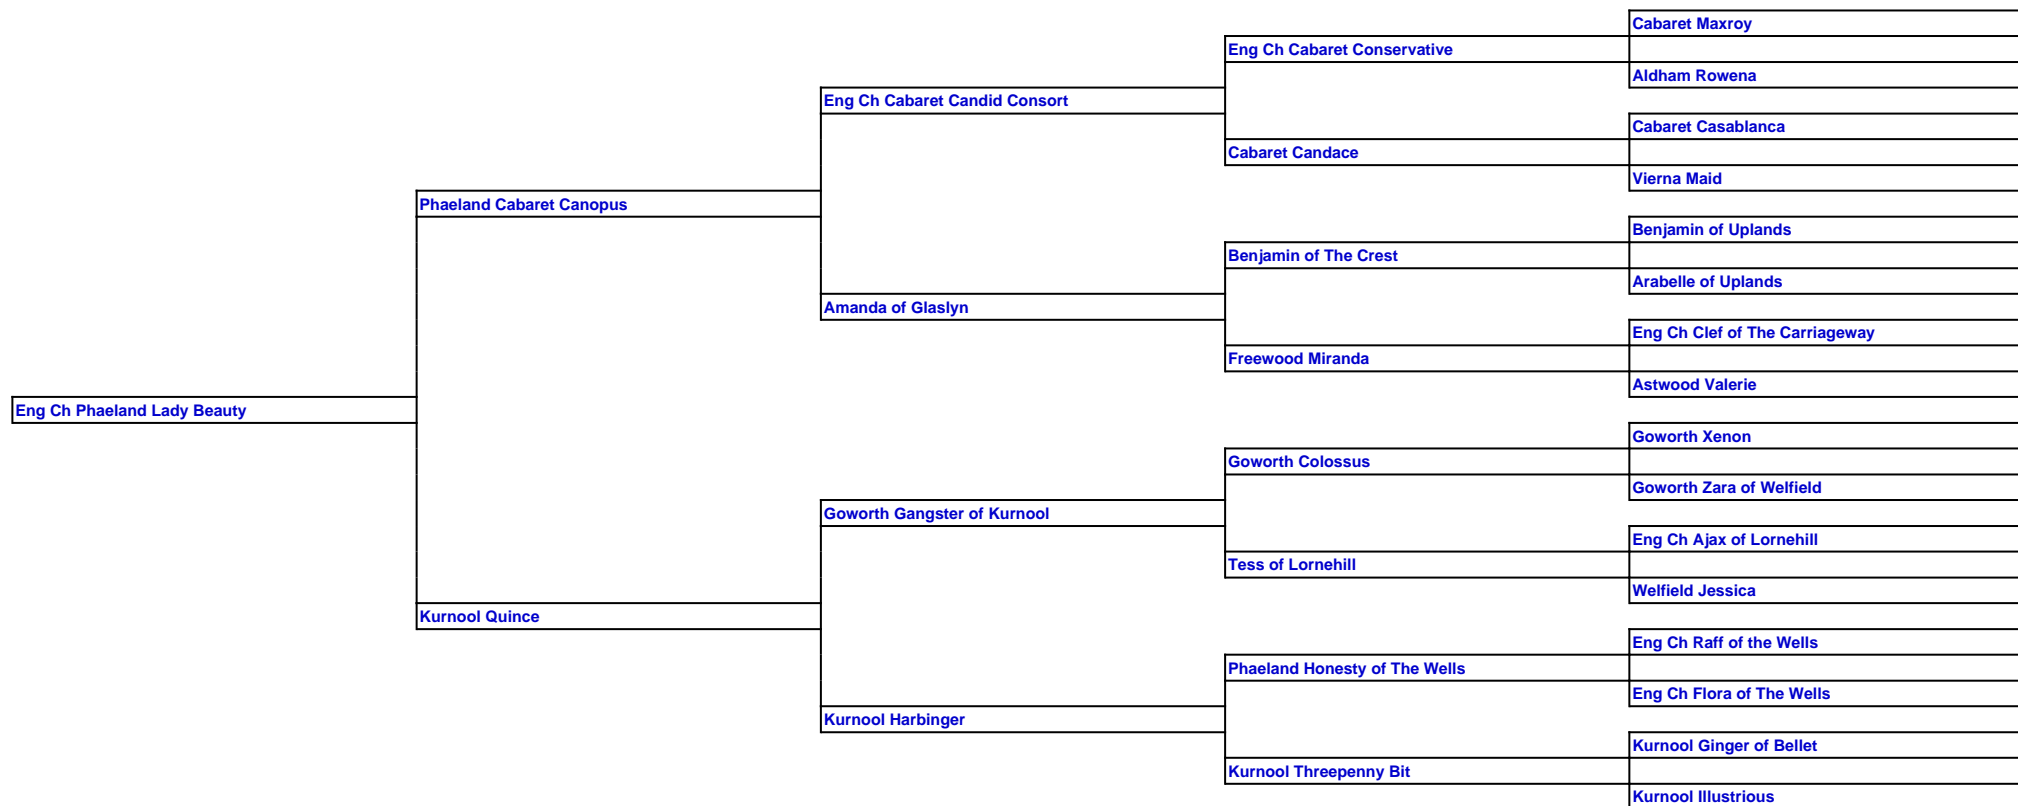 Cabaret Maxroy
Eng Ch Cabaret Conservative
Aldham Rowena
Eng Ch Cabaret Candid Consort
Cabaret Casablanca
Cabaret Candace
Vierna Maid
Phaeland Cabaret Canopus
Benjamin of Uplands
Benjamin of The Crest
Arabelle of Uplands
Amanda of Glaslyn
Eng Ch Clef of The Carriageway
Freewood Miranda
Astwood Valerie
Eng Ch Phaeland Lady Beauty
Goworth Xenon
Goworth Colossus
Goworth Zara of Welfield
Goworth Gangster of Kurnool
Eng Ch Ajax of Lornehill
Tess of Lornehill
Welfield Jessica
Kurnool Quince
Eng Ch Raff of the Wells
Phaeland Honesty of The Wells
Eng Ch Flora of The Wells
Kurnool Harbinger
Kurnool Ginger of Bellet
Kurnool Threepenny Bit
Kurnool Illustrious